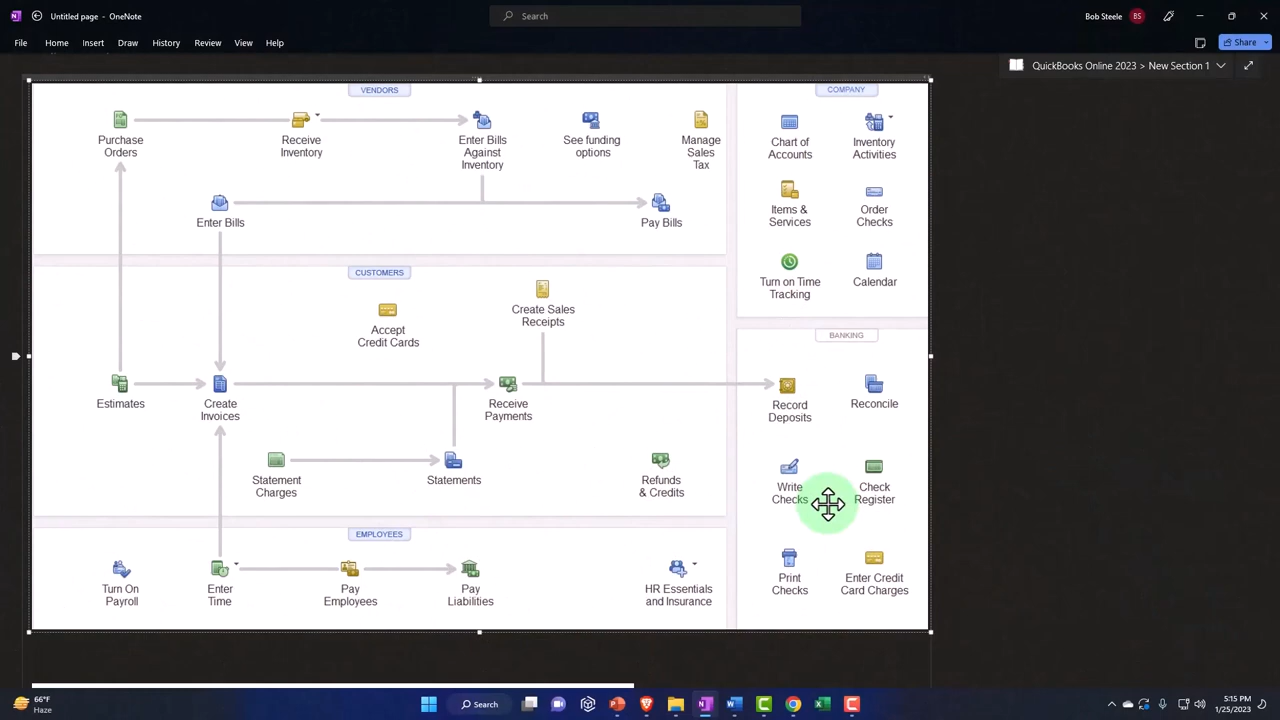 Untitled page - OneNote
Search
Bob Steele
BS
File
Home
Insert
Draw
History
Review
View
Help
Share
QuickBooks Online 2023 > New Section 1
VENDORS
Purchase
Orders
Receive
Inventory
Enter Bills
Against
Inventory
See funding
options
Manage
Sales
Tax
Enter Bills
Pay Bills
CUSTOMERS
Accept
Credit Cards
Create Sales
Receipts
Estimates
Create
Invoices
Receive
Payments
Statement
Charges
Statements
Refunds
& Credits
EMPLOYEES
Turn On
Payroll
Enter
Time
Pay
Employees
Pay
Liabilities
HR Essentials
and Insurance
COMPANY
Chart of
Accounts
Inventory
Activities
Items &
Services
Order
Checks
Turn on Time
Tracking
Calendar
BANKING
Record
Deposits
Reconcile
Write
Checks
Check
Register
Print
Checks
Enter Credit
Card Charges
66°F
Haze
Search
5:15 PM
1/25/2023